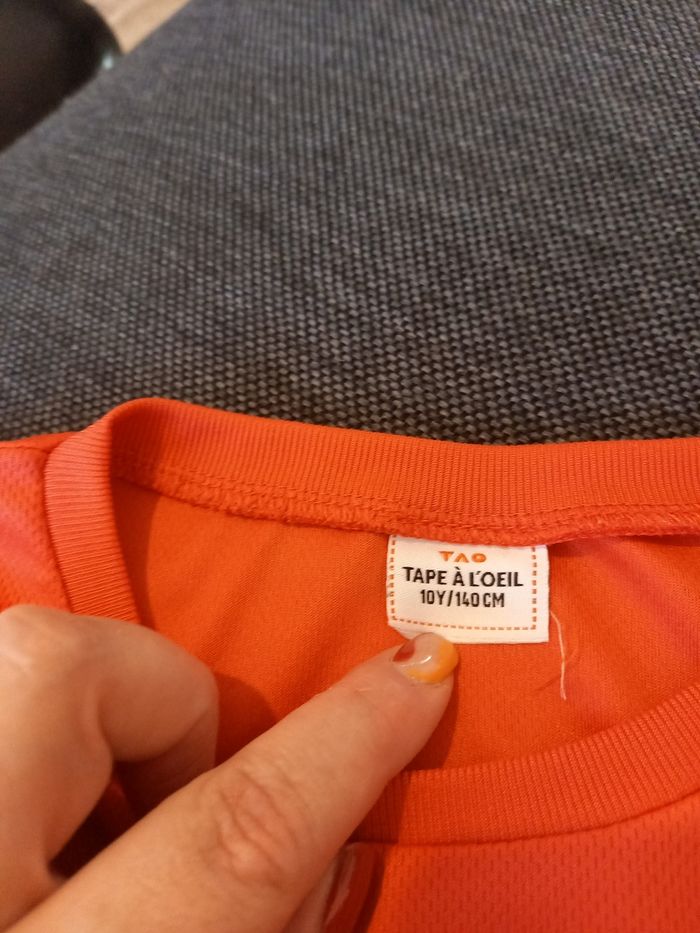 TAO
TAPE À L'OEIL
10Y/140 CM